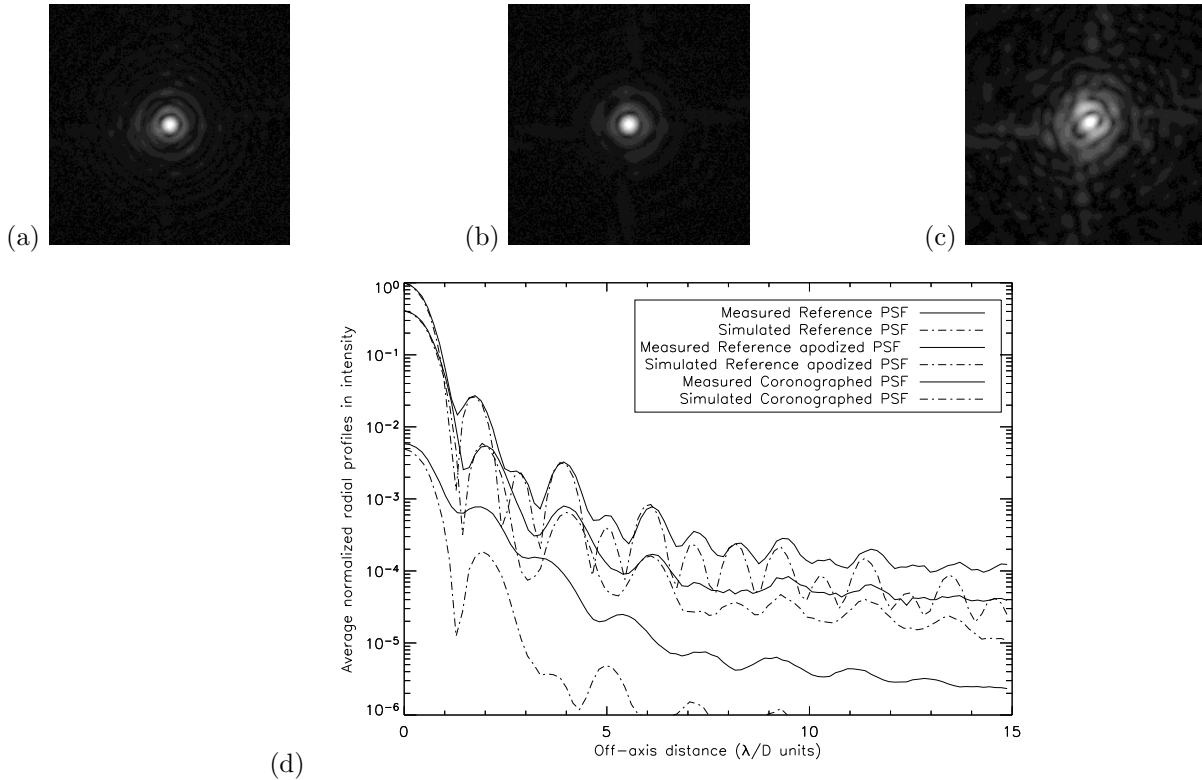 (a)
(b)
(c)
Average normalized radial profiles in intensity
10⁰
10⁻¹
10⁻²
10⁻³
10⁻⁴
10⁻⁵
10⁻⁶
Measured Reference PSF
Simulated Reference PSF
Measured Reference apodized PSF
Simulated Reference apodized PSF
Measured Coronographed PSF
Simulated Coronographed PSF
0 5 10 15
Off-axis distance (λ/D units)
(d)